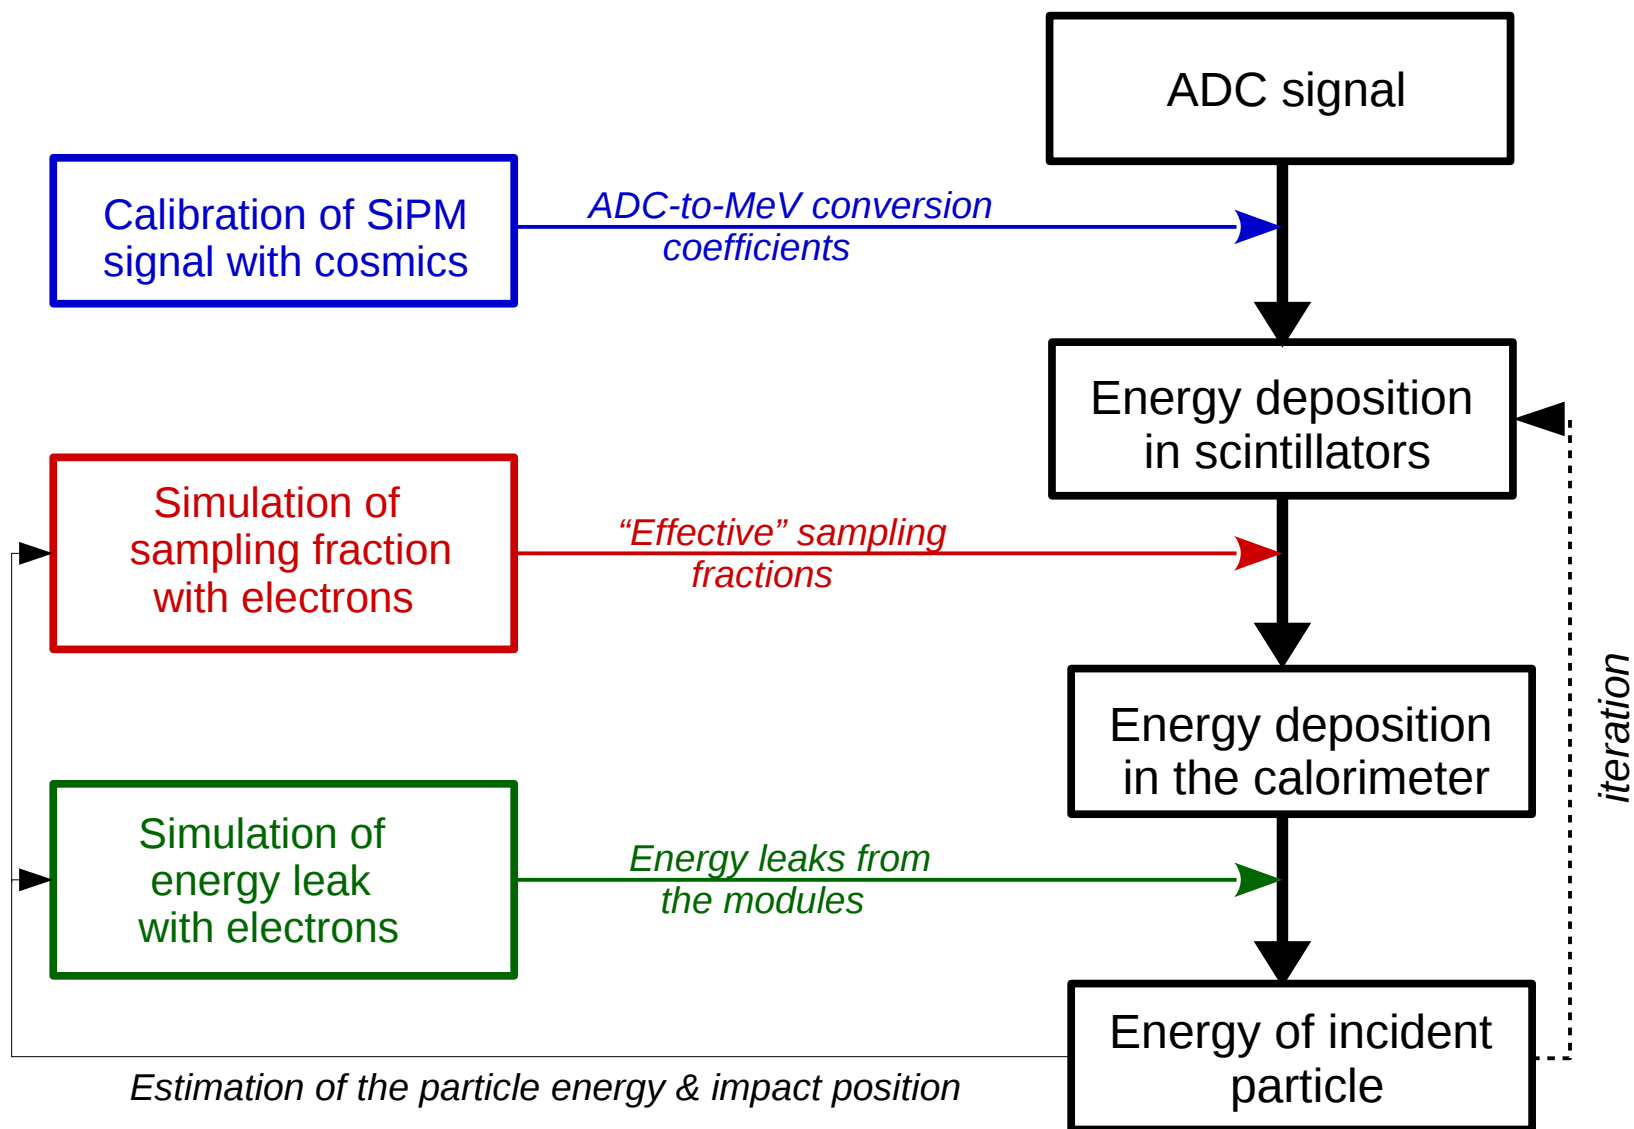 ADC signal
Calibration of SiPM
signal with cosmics
ADC-to-MeV conversion
coefficients
Energy deposition
in scintillators
Simulation of
sampling fraction
with electrons
“Effective” sampling
fractions
Energy deposition
in the calorimeter
iteration
Simulation of
energy leak
with electrons
Energy leaks from
the modules
Energy of incident
particle
Estimation of the particle energy & impact position